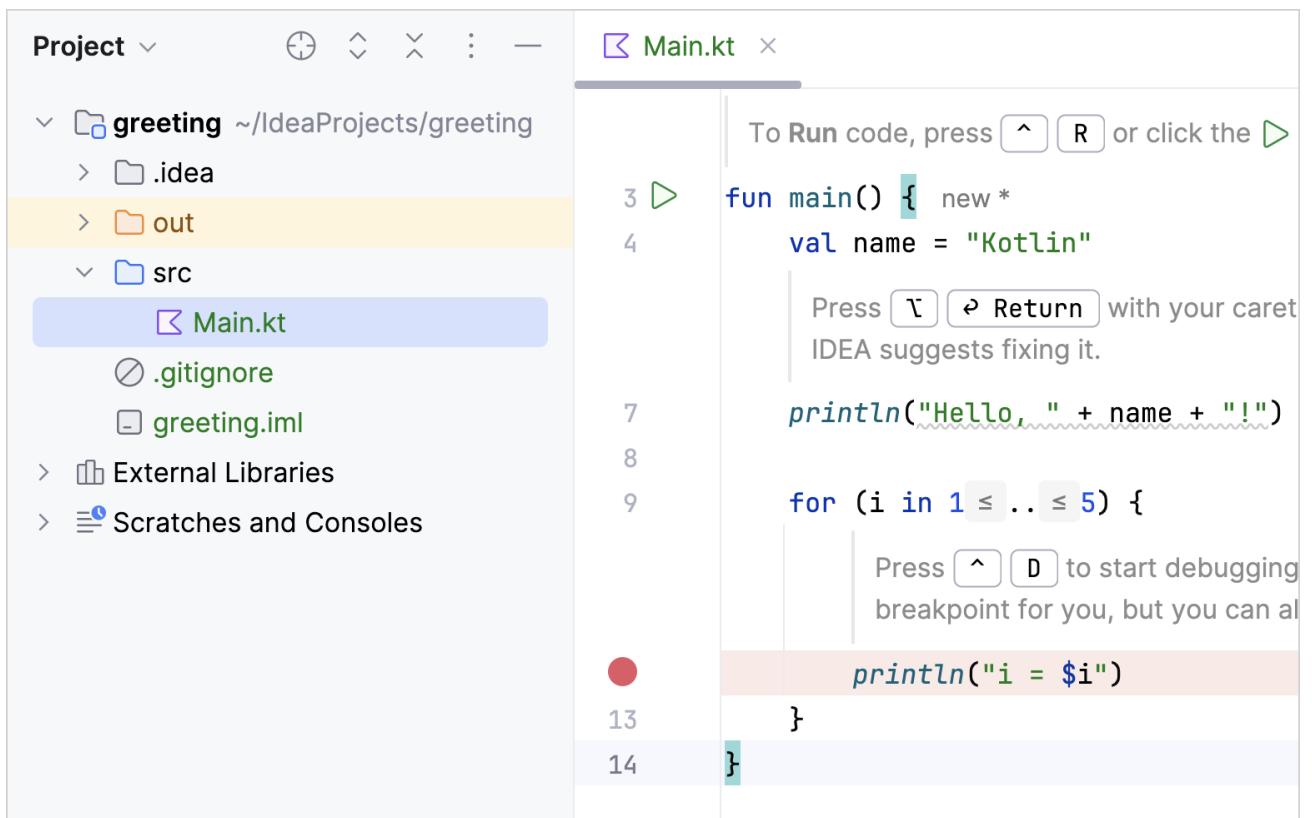 Project
greeting ~/IdeaProjects/greeting
.idea
out
src
Main.kt
.gitignore
greeting.iml
External Libraries
Scratches and Consoles
Main.kt
To Run code, press ^ R or click the
3 fun main() { new *
4 val name = "Kotlin"
Press ⌥ ⏎ Return with your caret
IDEA suggests fixing it.
7 println("Hello, " + name + "!")
8
9 for (i in 1 ≤ .. ≤ 5) {
Press ^ D to start debugging
breakpoint for you, but you can al
println("i = $i")
13 }
14 }